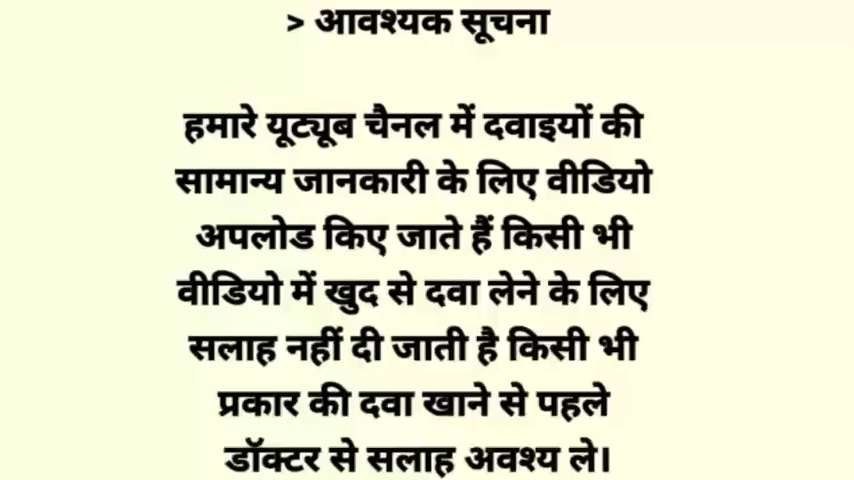 > आवश्यक सूचना
हमारे यूट्यूब चैनल में दवाइयों की
सामान्य जानकारी के लिए वीडियो
अपलोड किए जाते हैं किसी भी
वीडियो में खुद से दवा लेने के लिए
सलाह नहीं दी जाती है किसी भी
प्रकार की दवा खाने से पहले
डॉक्टर से सलाह अवश्य ले।